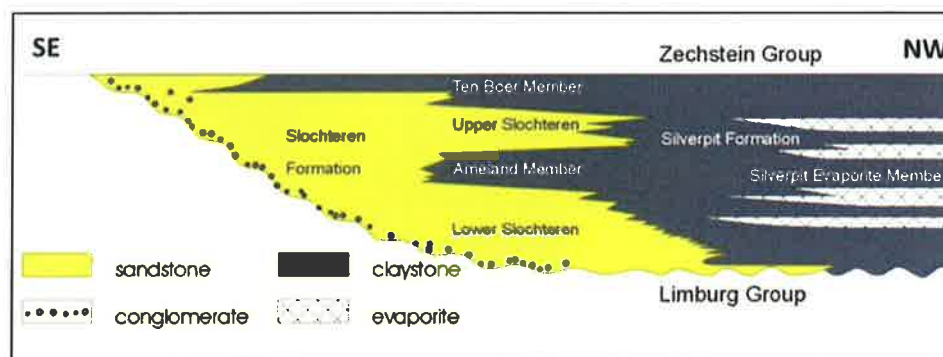 SE
Zechstein Group
NW
Ten Boer Member
Slochteren
Formation
Upper Slochteren
Silverpit Formation
Ameland Member
Silverpit Evaporite Membe
Lower Slochteren
sandstone
claystone
Limburg Group
conglomerate
evaporite